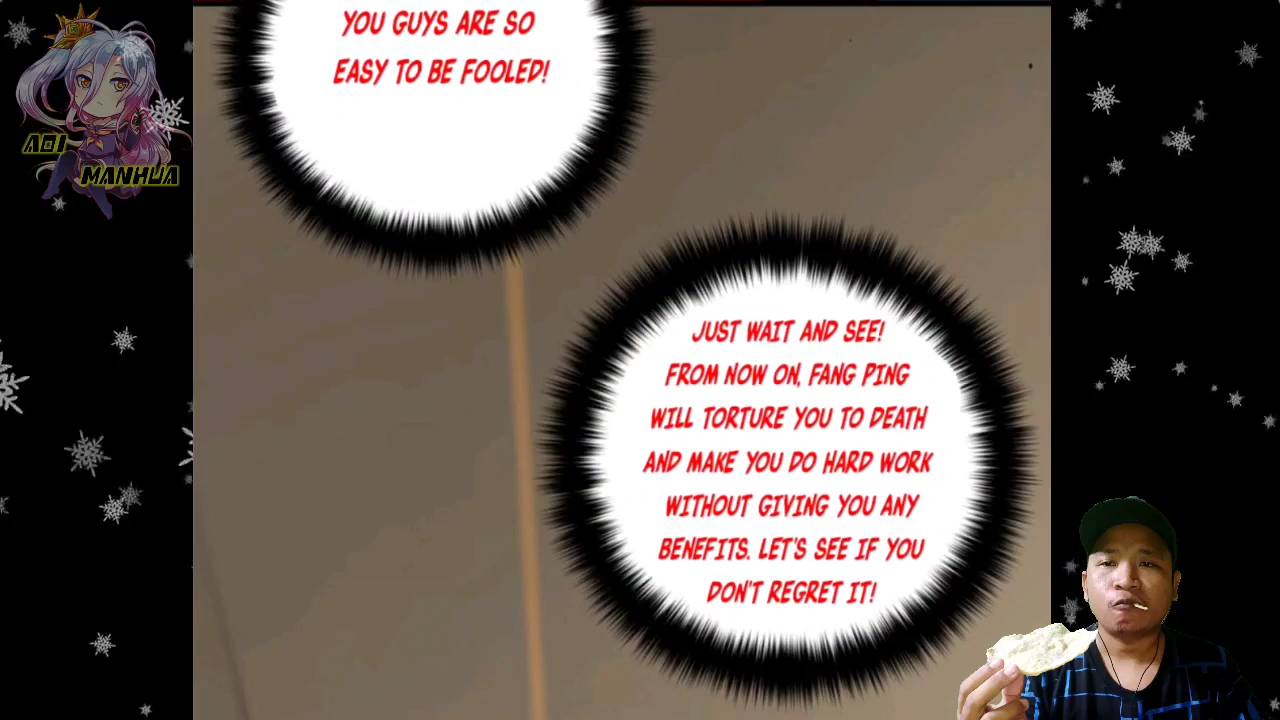 YOU GUYS ARE SO
EASY TO BE FOOLED!
AOI
MANHUA
JUST WAIT AND SEE!
FROM NOW ON, FANG PING
WILL TORTURE YOU TO DEATH
AND MAKE YOU DO HARD WORK
WITHOUT GIVING YOU ANY
BENEFITS. LET'S SEE IF YOU
DON'T REGRET IT!